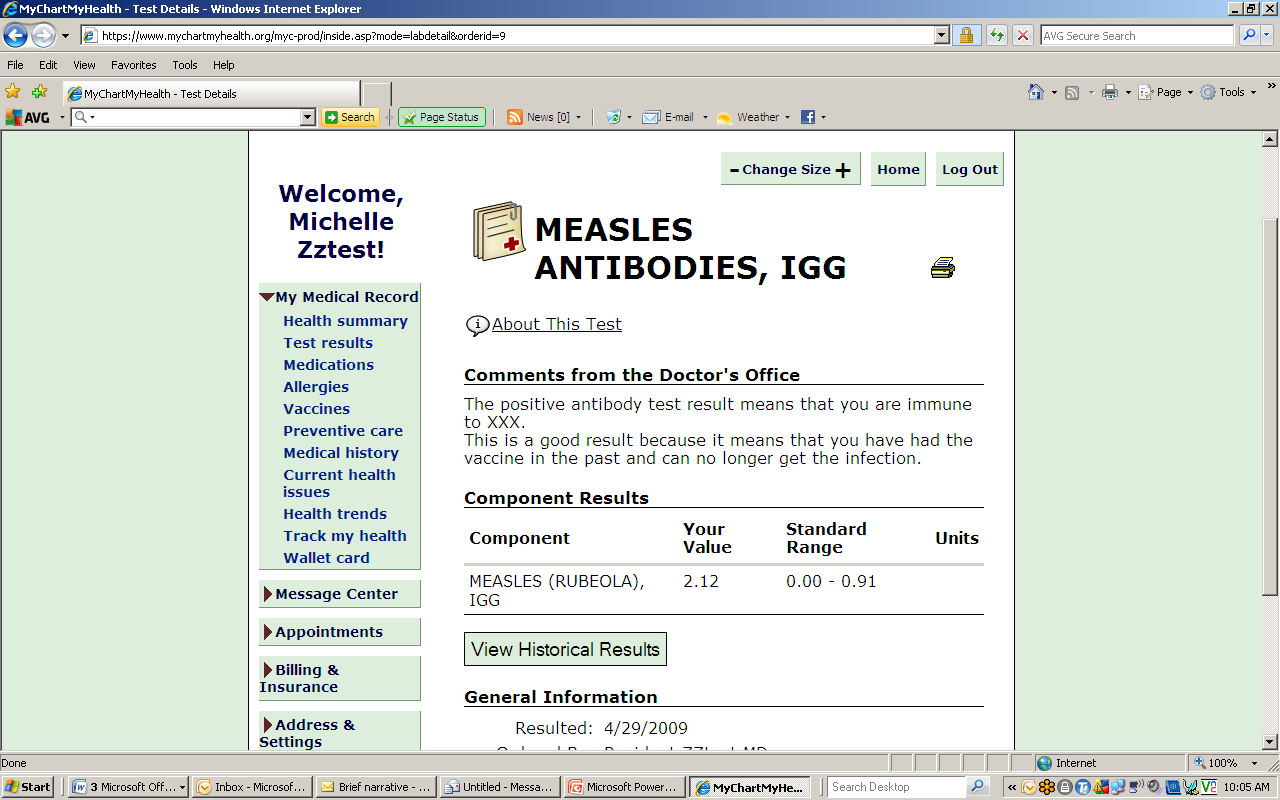 MyChartMyHealth - Test Details - Windows Internet Explorer
https://www.mychartmyhealth.org/myc-prod/inside.asp?mode=labdetail&orderid=9
AVG Secure Search
File Edit View Favorites Tools Help
MyChartMyHealth - Test Details
Page Tools »
AVG Search Page Status News [0] E-mail Weather
- Change Size +
Home
Log Out
Welcome,
Michelle
Zztest!
My Medical Record
Health summary
Test results
Medications
Allergies
Vaccines
Preventive care
Medical history
Current health
issues
Health trends
Track my health
Wallet card
Message Center
Appointments
Billing &
Insurance
Address &
Settings
MEASLES
ANTIBODIES, IGG
About This Test
Comments from the Doctor's Office
The positive antibody test result means that you are immune
to XXX.
This is a good result because it means that you have had the
vaccine in the past and can no longer get the infection.
Component Results
Component Your Value Standard Range Units
MEASLES (RUBEOLA), IGG 2.12 0.00 - 0.91
View Historical Results
General Information
Resulted: 4/29/2009
Done
Internet
100%
Start
3 Microsoft Off...
Inbox - Microsof...
Brief narrative - ...
Untitled - Messa...
Microsoft Power...
MyChartMyHe...
Search Desktop
«
10:05 AM